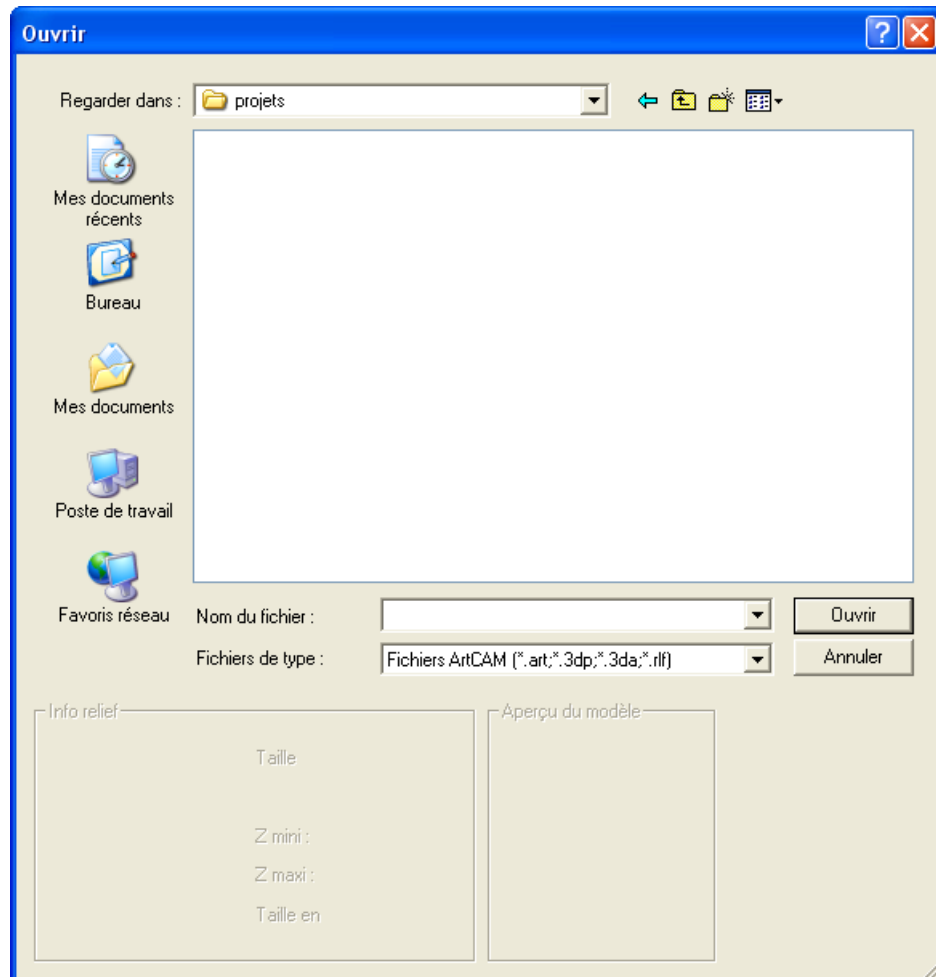 Ouvrir
Regarder dans :
projets
Mes documents
récents
Bureau
Mes documents
Poste de travail
Favoris réseau
Nom du fichier :
Ouvrir
Fichiers de type :
Fichiers ArtCAM (*.art;*.3dp;*.3da;*.rlf)
Annuler
Info relief
Aperçu du modèle
Taille
Z mini :
Z maxi :
Taille en